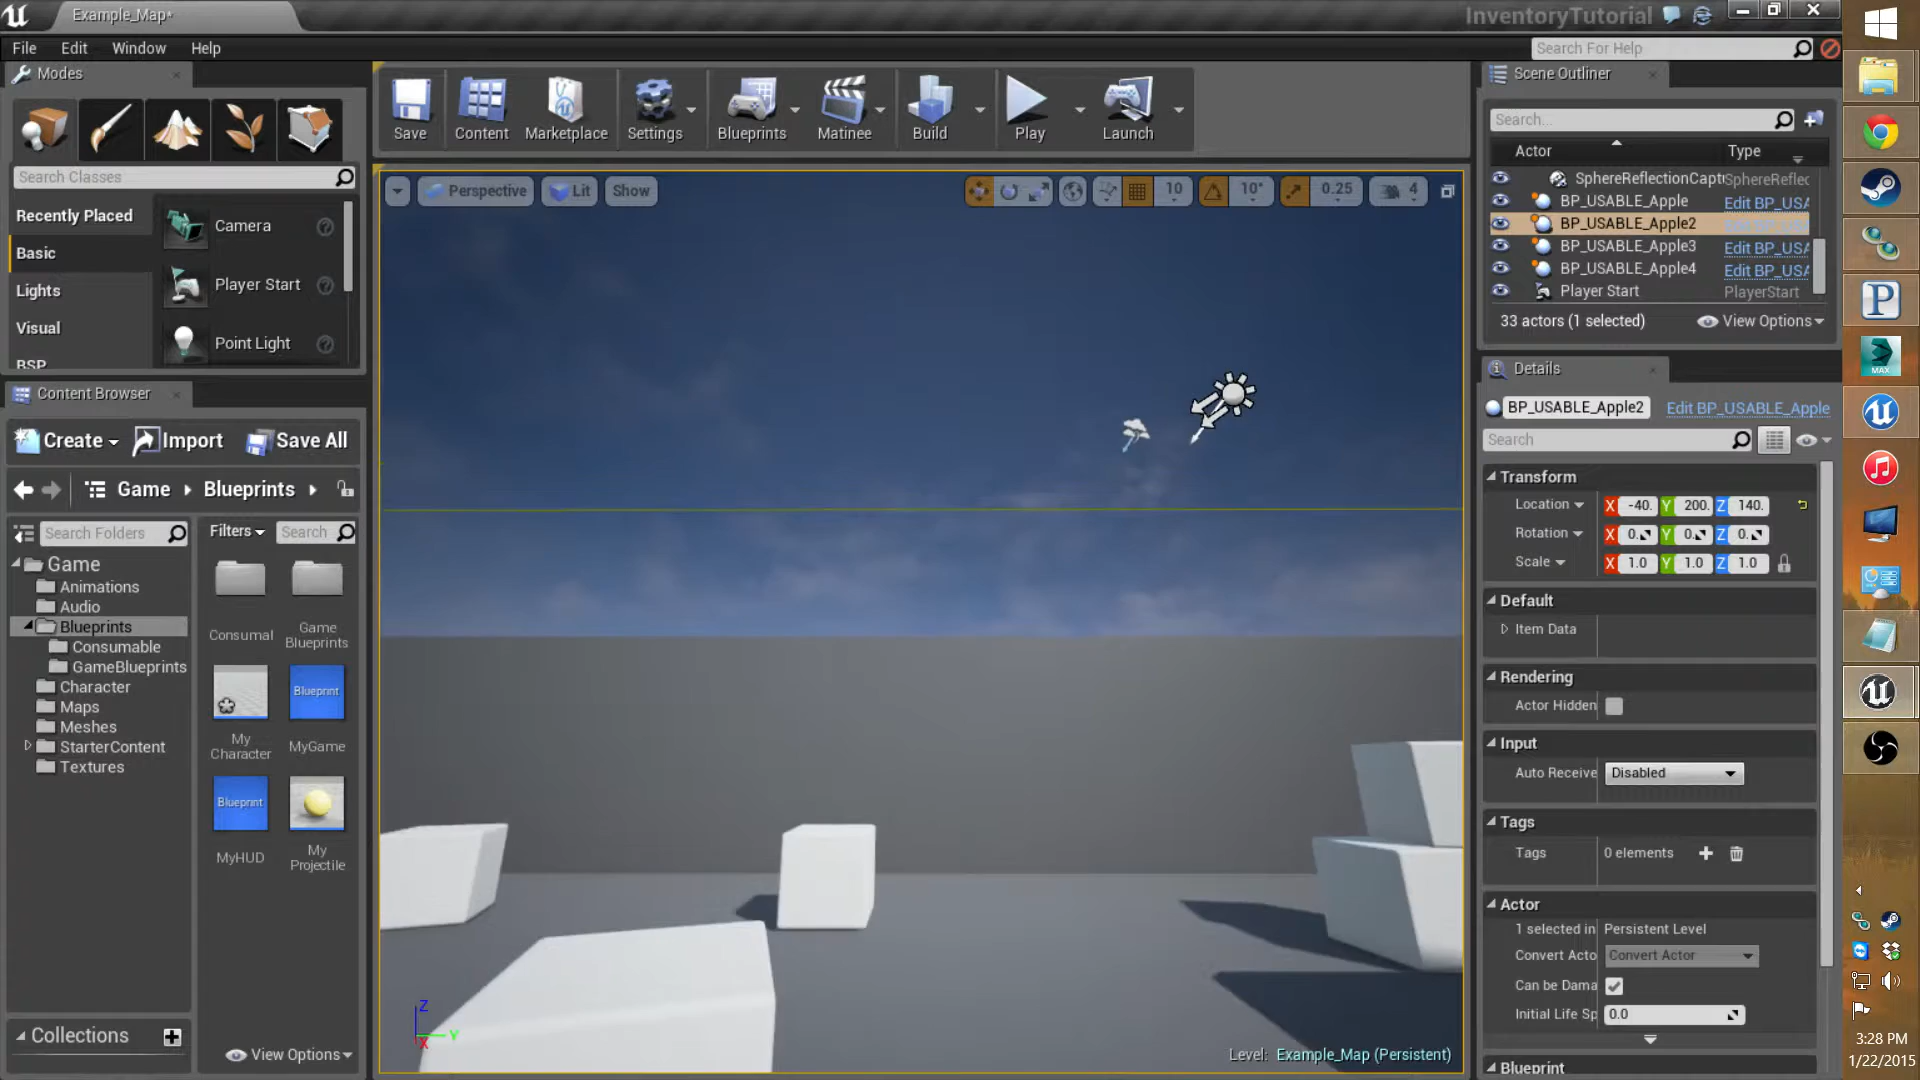 Example_Map*
InventoryTutorial
File Edit Window Help
Search For Help
Modes
Search Classes
Recently Placed
Basic
Lights
Visual
BSP
Camera
Player Start
Point Light
Save
Content
Marketplace
Settings
Blueprints
Matinee
Build
Play
Launch
Perspective
Lit
Show
10
10°
0.25
4
Content Browser
Create
Import
Save All
Game
Blueprints
Search Folders
Filters
Search
Game
Animations
Audio
Blueprints
Consumable
GameBlueprints
Character
Maps
Meshes
StarterContent
Textures
Consumal
Game
Blueprints
My
Character
Blueprint
MyGame
Blueprint
MyHUD
My
Projectile
Collections
View Options
Z
Y
X
Level: Example_Map (Persistent)
Scene Outliner
Search...
Actor
Type
SphereReflectionCapt SphereReflec
BP_USABLE_Apple Edit BP_USA
BP_USABLE_Apple2
BP_USABLE_Apple3 Edit BP_USA
BP_USABLE_Apple4 Edit BP_USA
Player Start PlayerStart
33 actors (1 selected)
View Options
Details
BP_USABLE_Apple2
Edit BP_USABLE_Apple
Search
Transform
Location X -40. Y 200. Z 140.
Rotation X 0. Y 0. Z 0.
Scale X 1.0 Y 1.0 Z 1.0
Default
Item Data
Rendering
Actor Hidden
Input
Auto Receive Disabled
Tags
Tags 0 elements
Actor
1 selected in Persistent Level
Convert Acto Convert Actor
Can be Dama
Initial Life Sp 0.0
Blueprint
P
MAX
3:28 PM
1/22/2015